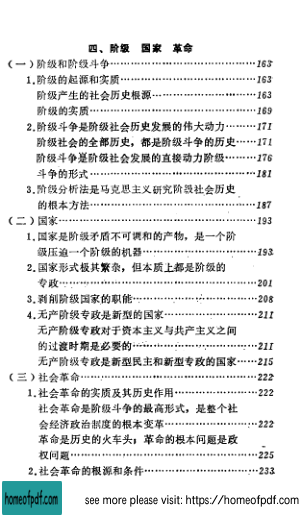 四、阶级 国家 革命
(一)阶级和阶级斗争……163
1.阶级的起源和实质……163
阶级产生的社会历史根源……163
阶级的实质……169
2.阶级斗争是阶级社会历史发展的伟大动力……171
阶级社会的全部历史,都是阶级斗争的历史……171
阶级斗争是阶级社会发展的直接动力阶级……176
斗争的形式……181
3.阶级分析法是马克思主义研究阶级社会历史
的根本方法……187
(二)国家……193
1.国家是阶级矛盾不可调和的产物,是一个阶
级压迫一个阶级的机器……193
2.国家形式极其繁杂,但本质上都是阶级的
专政……201
3.剥削阶级国家的职能……208
4.无产阶级专政是新型的国家……211
无产阶级专政对于资本主义与共产主义之间
的过渡时期是必要的……211
无产阶级专政是新型民主和新型专政的国家……215
(三)社会革命……222
1.社会革命的实质及其历史作用……222
社会革命是阶级斗争的最高形式,是整个社
会经济政治制度的根本变革……222
革命是历史的火车头;革命的根本问题是政
权问题……225
2.社会革命的根源和条件……233
homeofpdf.com
see more please visit: https://homeofpdf.com